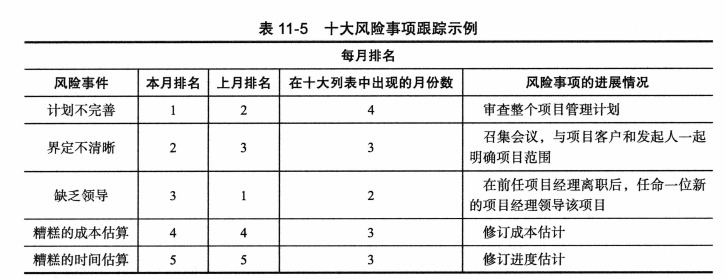 表 11-5 十大风险事项跟踪示例
每月排名
风险事件 本月排名 上月排名 在十大列表中出现的月份数 风险事项的进展情况
计划不完善 1 2 4 审查整个项目管理计划
界定不清晰 2 3 3 召集会议，与项目客户和发起人一起
明确项目范围
缺乏领导 3 1 2 在前任项目经理离职后，任命一位新
的项目经理领导该项目
糟糕的成本估算 4 4 3 修订成本估计
糟糕的时间估算 5 5 3 修订进度估计